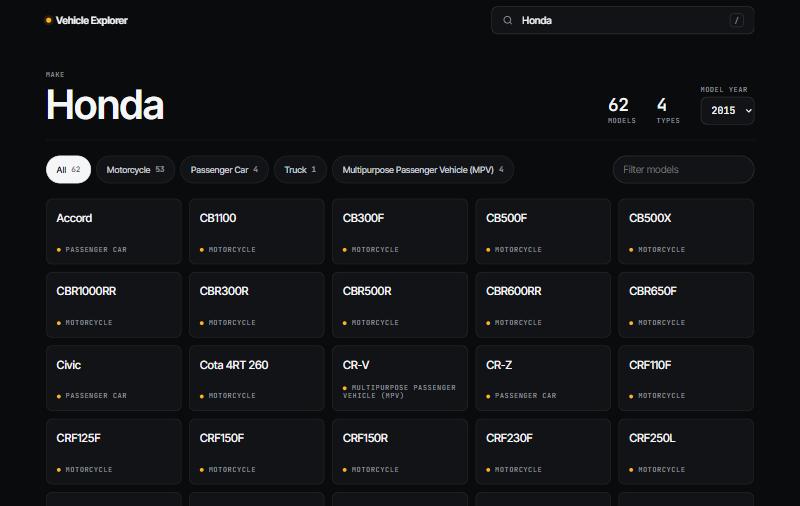 Vehicle Explorer
Honda
/
MAKE
Honda
62
MODELS
4
TYPES
MODEL YEAR
2015
All 62
Motorcycle 53
Passenger Car 4
Truck 1
Multipurpose Passenger Vehicle (MPV) 4
Filter models
Accord
PASSENGER CAR
CB1100
MOTORCYCLE
CB300F
MOTORCYCLE
CB500F
MOTORCYCLE
CB500X
MOTORCYCLE
CBR1000RR
MOTORCYCLE
CBR300R
MOTORCYCLE
CBR500R
MOTORCYCLE
CBR600RR
MOTORCYCLE
CBR650F
MOTORCYCLE
Civic
PASSENGER CAR
Cota 4RT 260
MOTORCYCLE
CR-V
MULTIPURPOSE PASSENGER
VEHICLE (MPV)
CR-Z
PASSENGER CAR
CRF110F
MOTORCYCLE
CRF125F
MOTORCYCLE
CRF150F
MOTORCYCLE
CRF150R
MOTORCYCLE
CRF230F
MOTORCYCLE
CRF250L
MOTORCYCLE